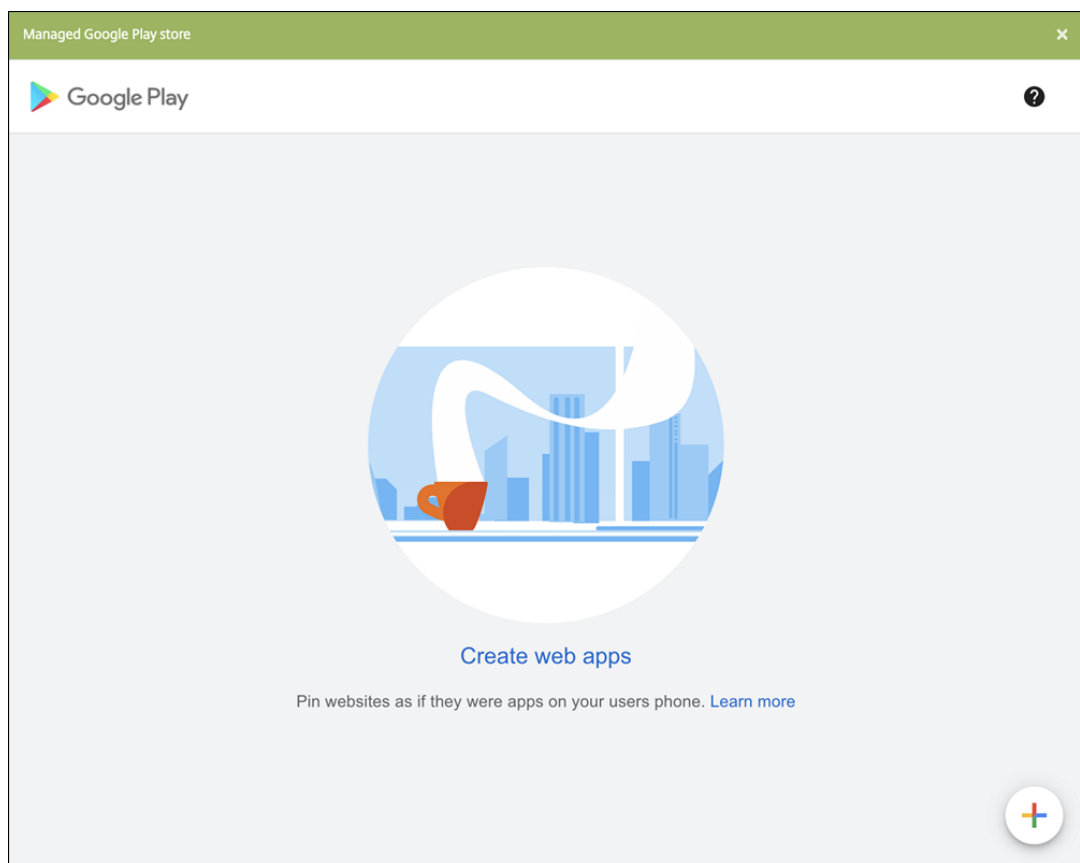 Managed Google Play store
Google Play
Create web apps
Pin websites as if they were apps on your users phone. Learn more